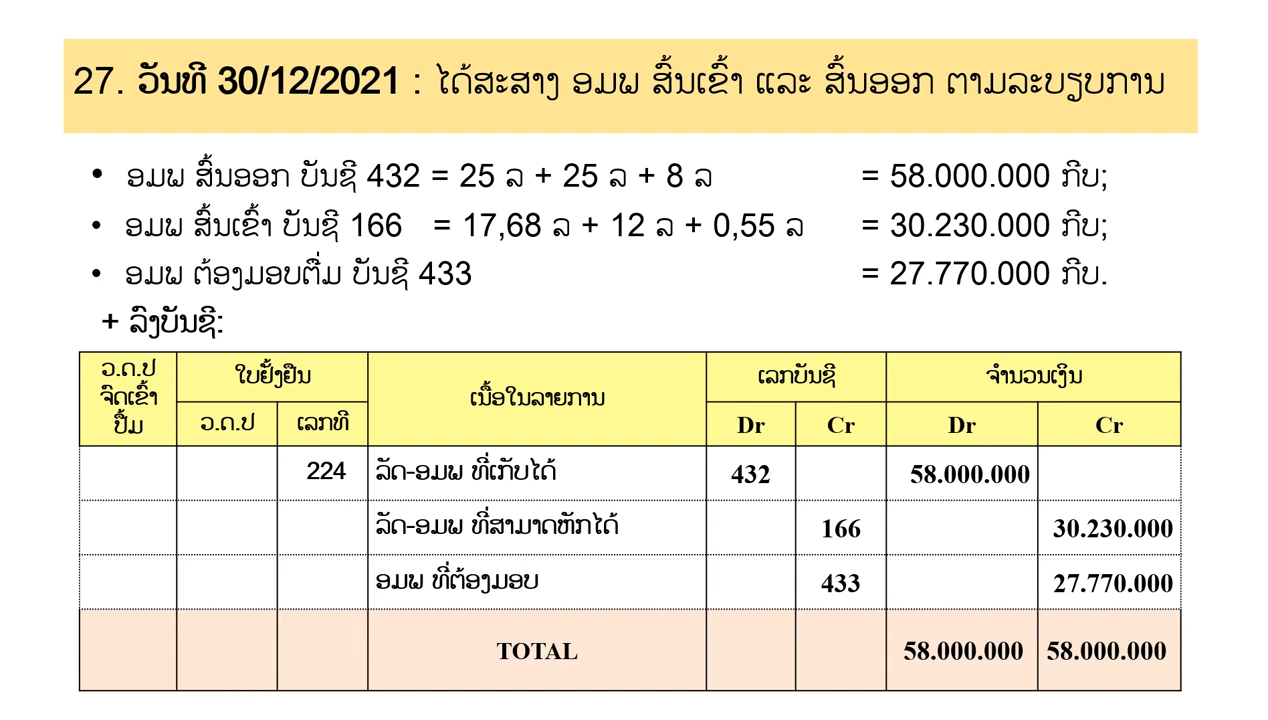 27. ວັນທີ 30/12/2021 : ໄດ້ສະສາງ ອມພ ສົ້ນເຂົ້າ ແລະ ສົ້ນອອກ ຕາມລະບຽບການ
• ອມພ ສົ້ນອອກ ບັນຊີ 432 = 25 ລ + 25 ລ + 8 ລ = 58.000.000 ກີບ;
• ອມພ ສົ້ນເຂົ້າ ບັນຊີ 166 = 17,68 ລ + 12 ລ + 0,55 ລ = 30.230.000 ກີບ;
• ອມພ ຕ້ອງມອບຕື່ມ ບັນຊີ 433 = 27.770.000 ກີບ.
+ ລົງບັນຊີ:
ວ.ດ.ປ ຈົດເຂົ້າ ປຶ້ມ ໃບຢັ້ງຢືນ ເນື້ອໃນລາຍການ ເລກບັນຊີ ຈຳນວນເງິນ
ວ.ດ.ປ ເລກທີ Dr Cr Dr Cr
224 ລັດ-ອມພ ທີ່ເກັບໄດ້ 432 58.000.000
ລັດ-ອມພ ທີ່ສາມາດຫັກໄດ້ 166 30.230.000
ອມພ ທີ່ຕ້ອງມອບ 433 27.770.000
TOTAL 58.000.000 58.000.000